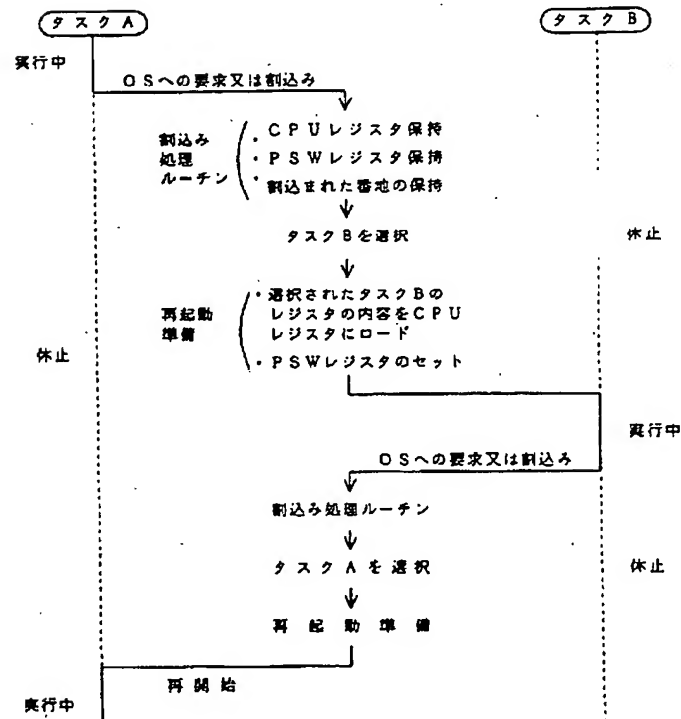 タスクA
タスクB
実行中
OSへの要求又は割込み
割込み
処理
ルーチン
・CPUレジスタ保持
・PSWレジスタ保持
・割込まれた番地の保持
タスクBを選択
休止
再起動
準備
・選択されたタスクBの
レジスタの内容をCPU
レジスタにロード
・PSWレジスタのセット
休止
実行中
OSへの要求又は割込み
割込み処理ルーチン
タスクAを選択
休止
再起動準備
再開始
実行中